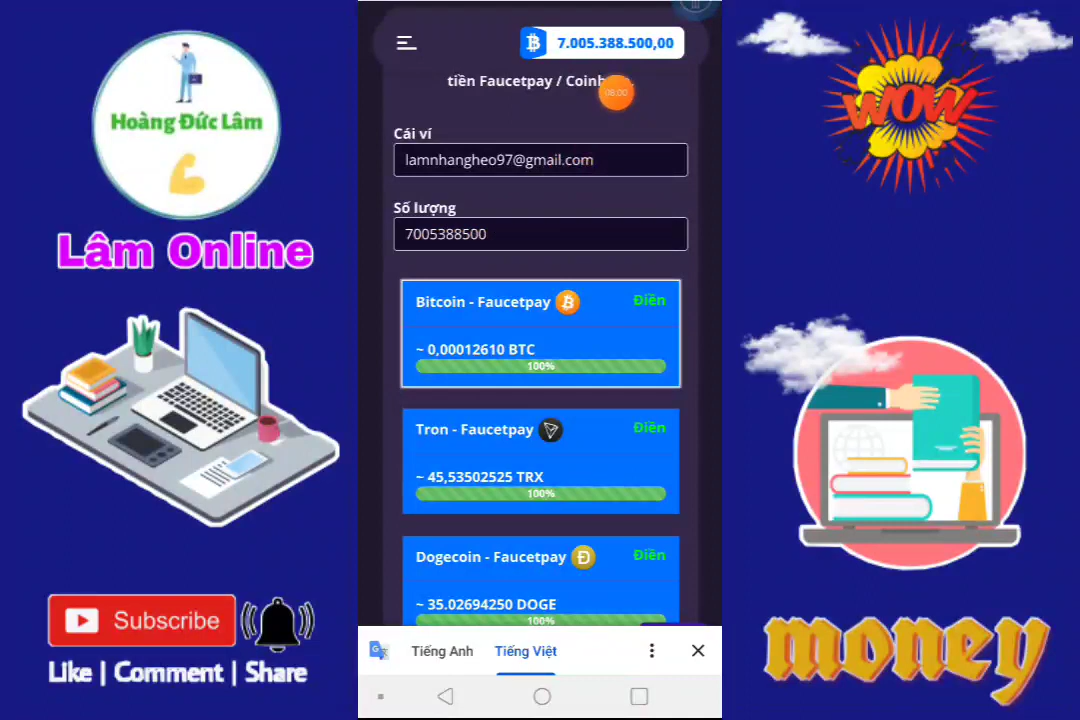 Hoàng Đức Lâm
Lâm Online
Subscribe
Like | Comment | Share
7.005.388.500,00
tiền Faucetpay /
08:00
Cái ví
lamnhangheo97@gmail.com
Số lượng
7005388500
Bitcoin - Faucetpay
Điền
~ 0,00012610 BTC
100%
Tron - Faucetpay
Điền
~ 45,53502525 TRX
100%
Dogecoin - Faucetpay
Điền
~ 35.02694250 DOGE
100%
Tiếng Anh
Tiếng Việt
WOW
money